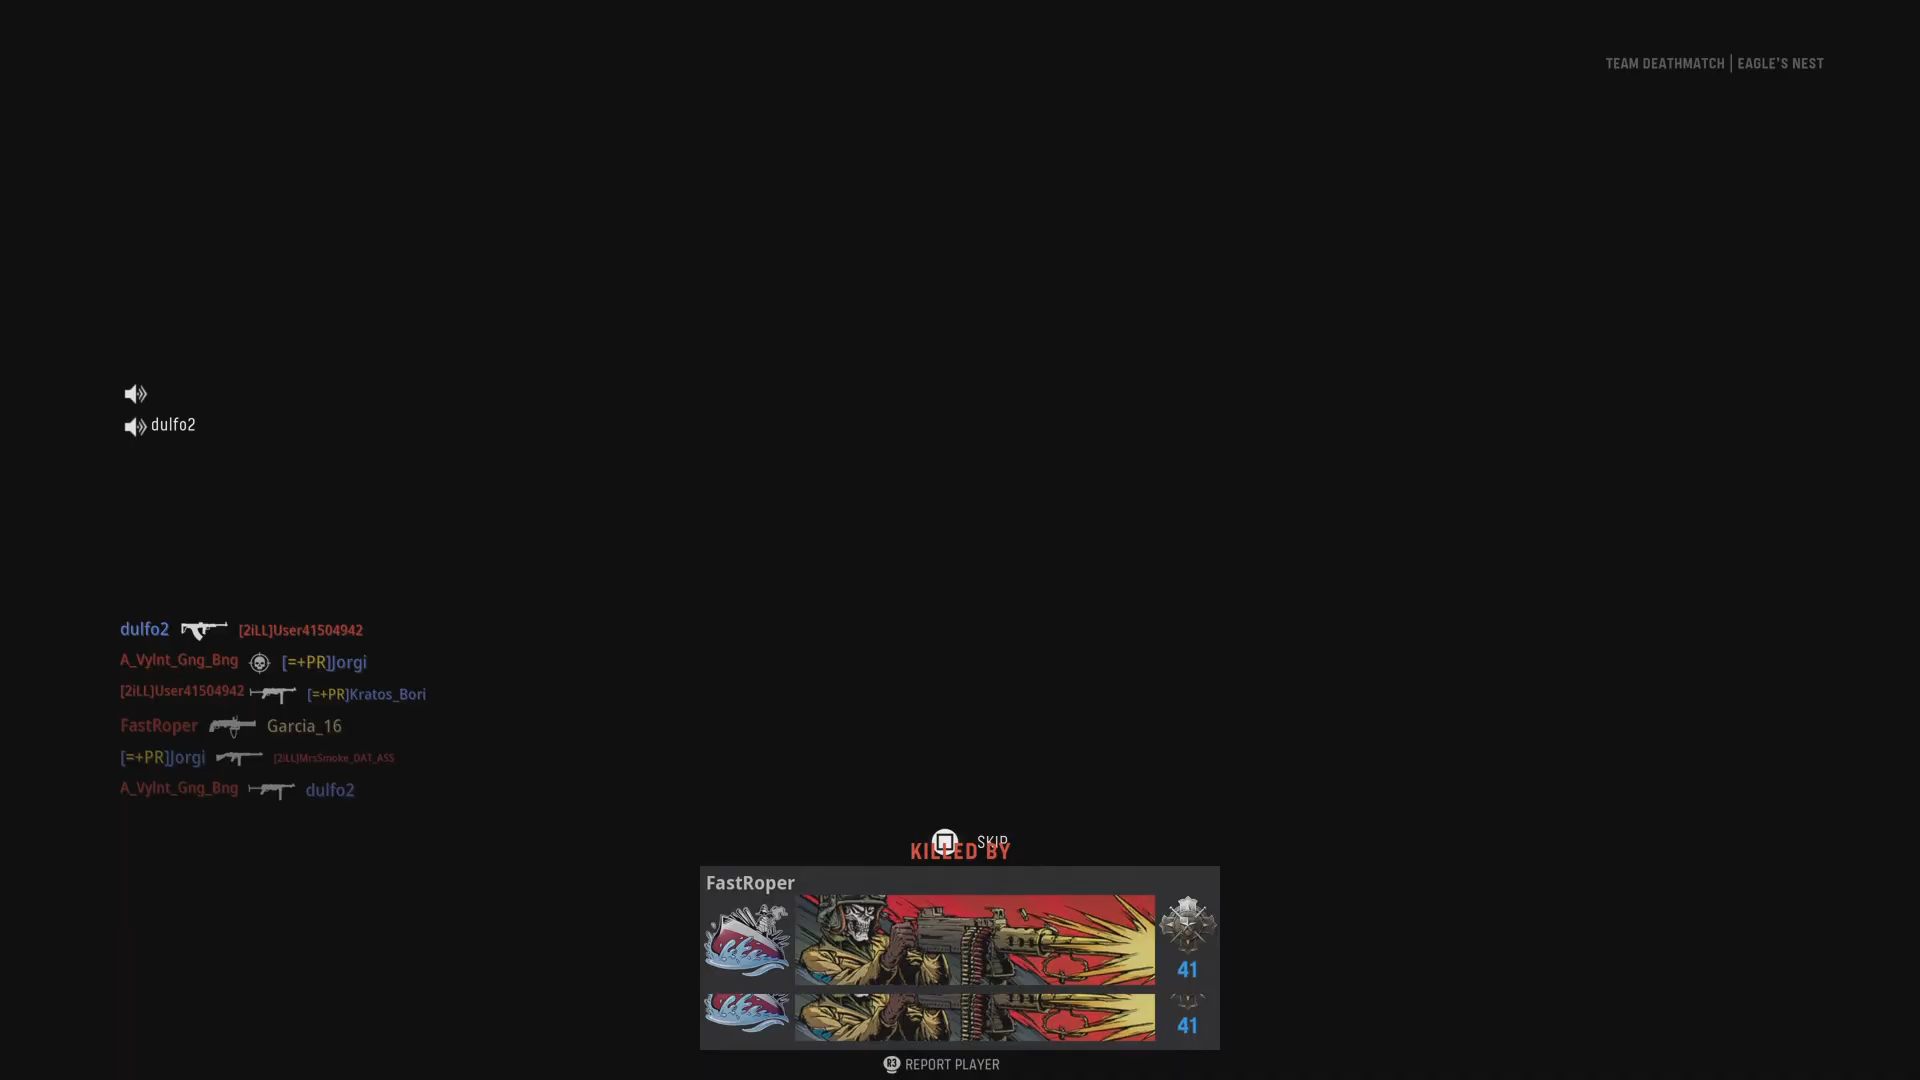 TEAM DEATHMATCH | EAGLE'S NEST
dulfo2
dulfo2 [2iLL]User41504942
A_Vylnt_Gng_Bng [=+PR]Jorgi
[2iLL]User41504942 [=+PR]Kratos_Bori
FastRoper Garcia_16
[=+PR]Jorgi [2iLL]MrsSmoke_DAT_ASS
A_Vylnt_Gng_Bng dulfo2
SKIP
KILLED BY
FastRoper
41
41
R3 REPORT PLAYER